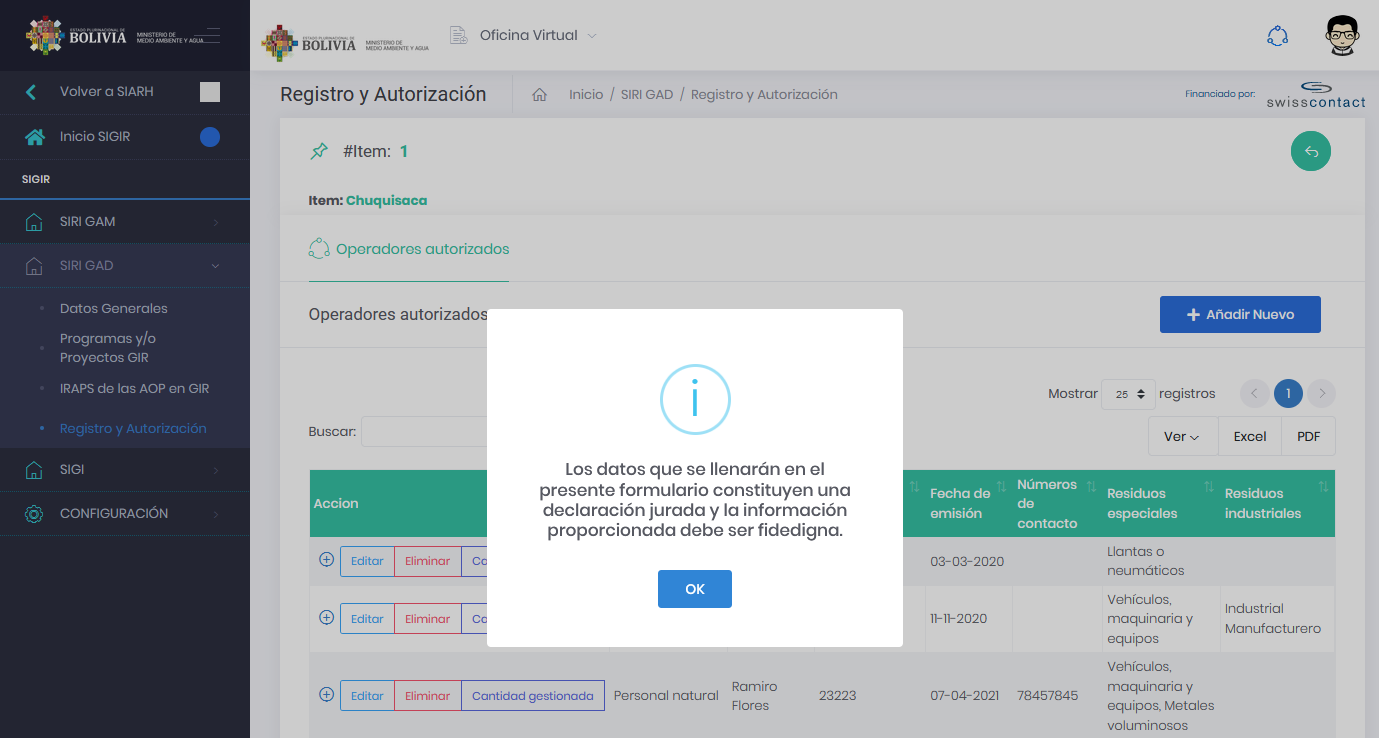 ESTADO PLURINACIONAL DE
BOLIVIA
MINISTERIO DE
MEDIO AMBIENTE Y AGUA
ESTADO PLURINACIONAL DE
BOLIVIA
MINISTERIO DE
MEDIO AMBIENTE Y AGUA
Oficina Virtual
Volver a SIARH
Inicio SIGIR
SIGIR
SIRI GAM
SIRI GAD
Datos Generales
Programas y/o
Proyectos GIR
IRAPS de las AOP en GIR
Registro y Autorización
SIGI
CONFIGURACIÓN
Registro y Autorización
Inicio / SIRI GAD / Registro y Autorización
Financiado por:
swisscontact
#Item: 1
Item: Chuquisaca
Operadores autorizados
Operadores autorizados
Añadir Nuevo
Mostrar 25 registros
1
Buscar:
Ver
Excel
PDF
Los datos que se llenarán en el
presente formulario constituyen una
declaración jurada y la información
proporcionada debe ser fidedigna.
OK
Accion
Fecha de
emisión
Números
de
contacto
Residuos
especiales
Residuos
industriales
Editar Eliminar Ca
03-03-2020
Llantas o
neumáticos
Editar Eliminar Ca
11-11-2020
Vehículos,
maquinaria y
equipos
Industrial
Manufacturero
Editar Eliminar Cantidad gestionada
Personal natural
Ramiro
Flores
23223
07-04-2021
78457845
Vehículos,
maquinaria y
equipos, Metales
voluminosos